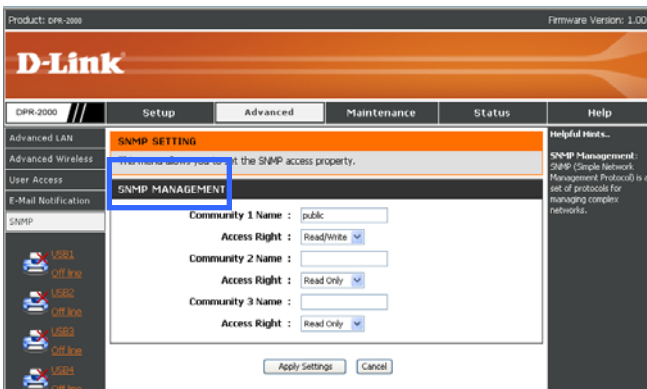 Product: DPR-2000
Firmware Version: 1.00
D-Link
DPR-2000
Setup
Advanced
Maintenance
Status
Help
Advanced LAN
Advanced Wireless
User Access
E-Mail Notification
SNMP
USB1
Off line
USB2
Off line
USB3
Off line
USB4
SNMP SETTING
This menu allows you to set the SNMP access property.
SNMP MANAGEMENT
Community 1 Name : public
Access Right : Read/Write
Community 2 Name :
Access Right : Read Only
Community 3 Name :
Access Right : Read Only
Apply Settings
Cancel
Helpful Hints..
SNMP Management:
SNMP (Simple Network
Management Protocol) is a
set of protocols for
managing complex
networks.